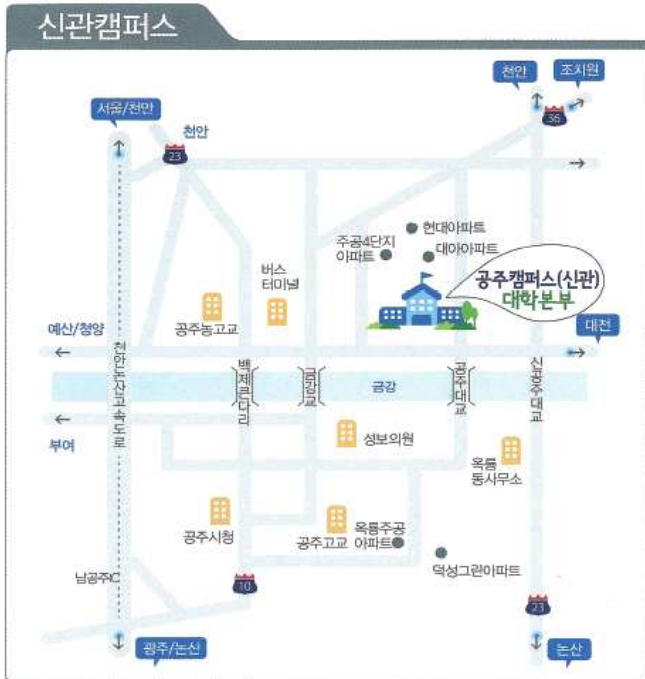 신관캠퍼스
천안
조치원
36
서울/천안
천안
23
현대아파트
주공4단지
아파트
대아아파트
버스
터미널
공주캠퍼스(신관)
대학본부
공주농고교
예산/청양
대전
천안논산고속도로
백제큰다리
금강교
금강
공주대교
신공주대교
부여
성보의원
옥룡
동사무소
공주시청
공주고교
옥룡주공
아파트
덕성그린아파트
남공주IC
10
23
광주/논산
논산